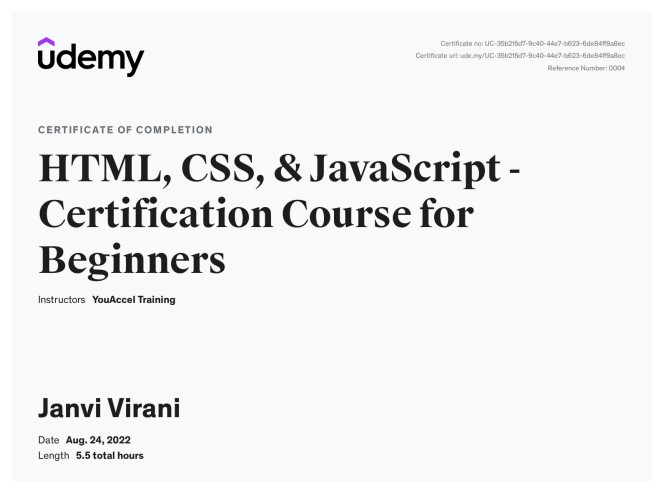 udemy
Certificate no: UC-35b2f5d7-9c40-44e7-b623-6de84ff9a8ec
Certificate url: ude.my/UC-35b2f5d7-9c40-44e7-b623-6de84ff9a8ec
Reference Number: 0004
CERTIFICATE OF COMPLETION
HTML, CSS, & JavaScript -
Certification Course for
Beginners
Instructors YouAccel Training
Janvi Virani
Date Aug. 24, 2022
Length 5.5 total hours